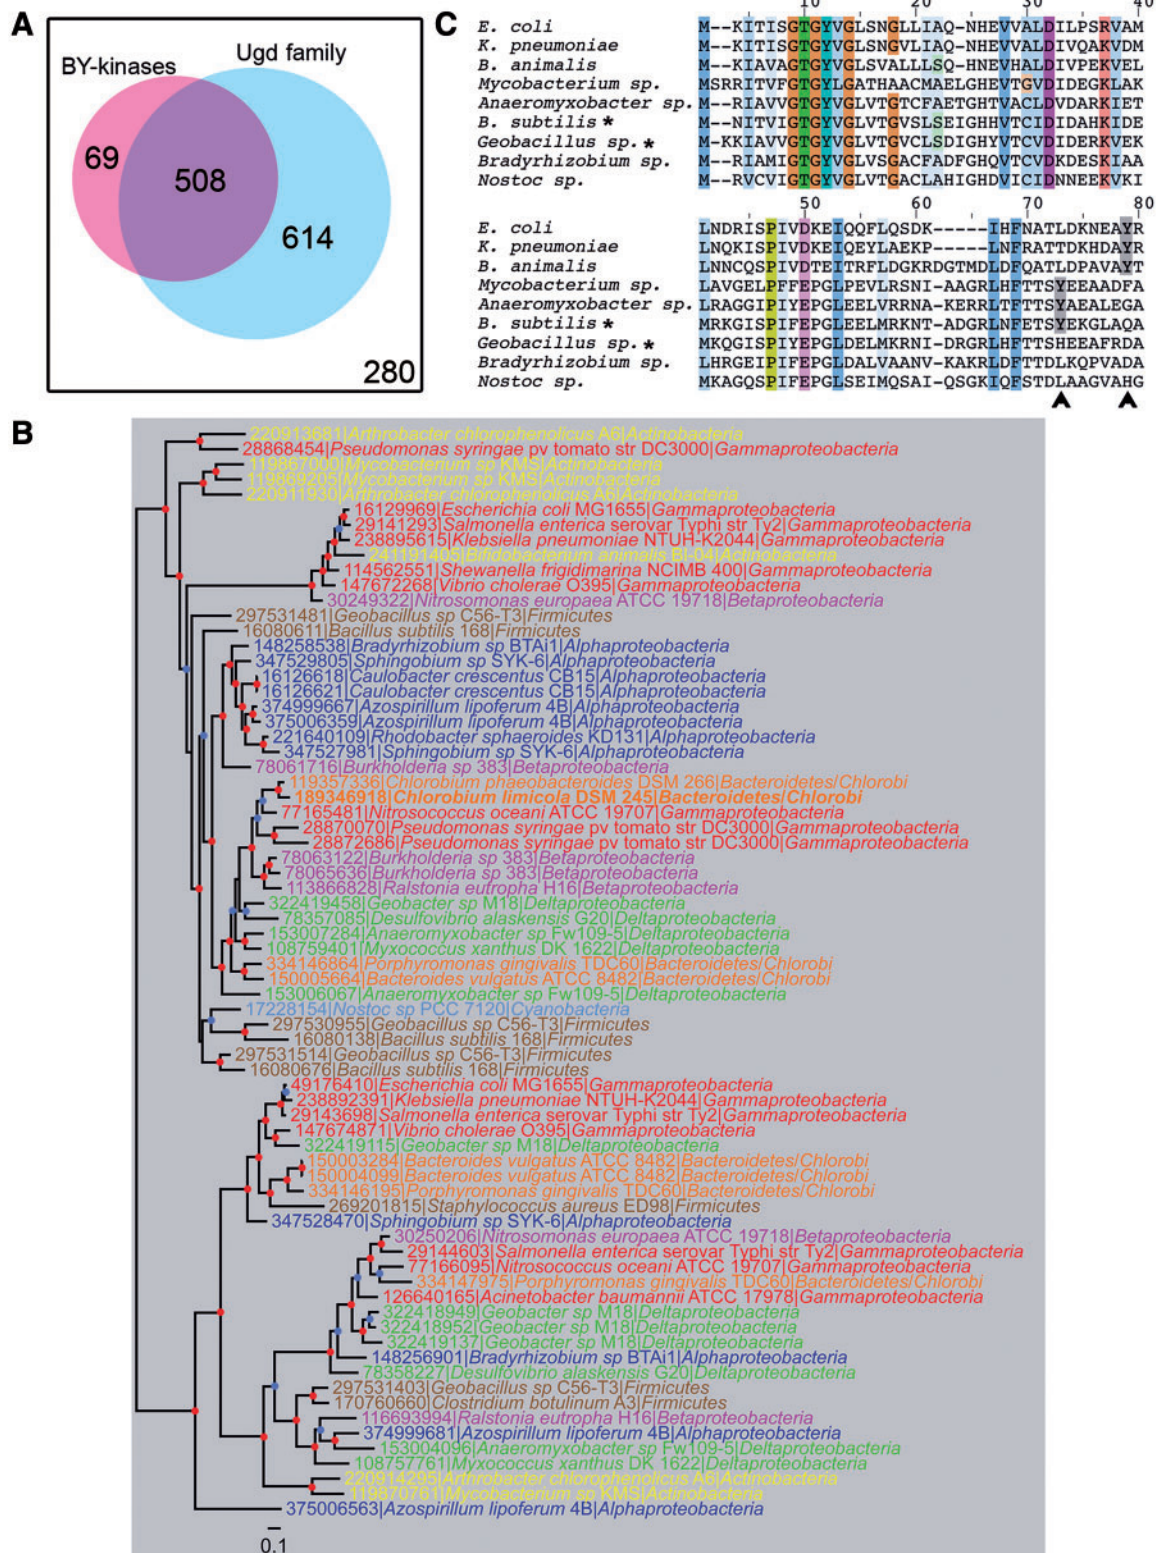 A
BY-kinases
Ugd family
69
508
614
280
C
10 20 30 40
E. coli M--KITISGTGYVGLSNGLLIAQ-NHEVVALDILPSRVAM
K. pneumoniae M--KITISGTGYVGLSNGVLIAQ-NHEVVALDIVQAKVDM
B. animalis M--KIAVAGTGYVGLSVALLLSQ-HNEVHALDIVPEKVEL
Mycobacterium sp. MSRRITVFGTGYLGATHAACMAELGHEVTGVDIDEGKLAK
Anaeromyxobacter sp. M--RIAVVGTGYVGLVTGTCFAETGHTVACLDVDARKIET
B. subtilis* M--NITVIGTGYVGLVTGVSLSEIGHHVTCIDIDAHKIDE
Geobacillus sp.* M--KKIAVVGTGYVGLVTGVCLSDIGHDVTCVDIDERKVEK
Bradyrhizobium sp. M--RIAMIGTGYVGLVSGACFADFGHQVTCVDKDESKIAA
Nostoc sp. M--RVCVIGTGYVGLVTGACLAHIGHDVICIDNNEEKVKI
50 60 70 80
E. coli LNDRISPIVDKEIQQFLQSDK-----IHFNATLDKNEAYR
K. pneumoniae LNQKISPIVDKEIQEYLAEKP-----LNFRATTDKHDAYR
B. animalis LNNCQSPIVDTEITRFLDGKRDGTMDLDFQATLDPAVAYT
Mycobacterium sp. LAVGELPFFEPGLPEVLRSNI-AAGRLHFTTSYEEAADFA
Anaeromyxobacter sp. LRAGGIPIYEPGLEELVRRNA-KERRLTFTTSYAEALEGA
B. subtilis* MRKGISPIFEPGLEELMRKNT-ADGRLNFETSYEKGLAQA
Geobacillus sp.* MKQGISPIYEPGLDELMKRNI-DRGRLHFTTSHEEAFRDA
Bradyrhizobium sp. LHRGEIPIFEPGLDALVAANV-KAKRLDFTTDLKQPVADA
Nostoc sp. MKAGQSPIFEPGLSEIMQSAI-QSGKIQFSTDLAAGVAHG
B
220913681|Arthrobacter chlorophenolicus A6|Actinobacteria
28868454|Pseudomonas syringae pv tomato str DC3000|Gammaproteobacteria
119867000|Mycobacterium sp KMS|Actinobacteria
119869205|Mycobacterium sp KMS|Actinobacteria
220911930|Arthrobacter chlorophenolicus A6|Actinobacteria
16129969|Escherichia coli MG1655|Gammaproteobacteria
29141293|Salmonella enterica serovar Typhi str Ty2|Gammaproteobacteria
238895615|Klebsiella pneumoniae NTUH-K2044|Gammaproteobacteria
241191405|Bifidobacterium animalis Bl-04|Actinobacteria
114562551|Shewanella frigidimarina NCIMB 400|Gammaproteobacteria
147672268|Vibrio cholerae O395|Gammaproteobacteria
30249322|Nitrosomonas europaea ATCC 19718|Betaproteobacteria
297531481|Geobacillus sp C56-T3|Firmicutes
16080611|Bacillus subtilis 168|Firmicutes
148258538|Bradyrhizobium sp BTAi1|Alphaproteobacteria
347529805|Sphingobium sp SYK-6|Alphaproteobacteria
16126618|Caulobacter crescentus CB15|Alphaproteobacteria
16126621|Caulobacter crescentus CB15|Alphaproteobacteria
374999667|Azospirillum lipoferum 4B|Alphaproteobacteria
375006359|Azospirillum lipoferum 4B|Alphaproteobacteria
221640109|Rhodobacter sphaeroides KD131|Alphaproteobacteria
347527981|Sphingobium sp SYK-6|Alphaproteobacteria
78061716|Burkholderia sp 383|Betaproteobacteria
119357336|Chlorobium phaeobacteroides DSM 266|Bacteroidetes/Chlorobi
189346918|Chlorobium limicola DSM 245|Bacteroidetes/Chlorobi
77165481|Nitrosococcus oceani ATCC 19707|Gammaproteobacteria
28870070|Pseudomonas syringae pv tomato str DC3000|Gammaproteobacteria
28872686|Pseudomonas syringae pv tomato str DC3000|Gammaproteobacteria
78063122|Burkholderia sp 383|Betaproteobacteria
78065636|Burkholderia sp 383|Betaproteobacteria
113866828|Ralstonia eutropha H16|Betaproteobacteria
322419458|Geobacter sp M18|Deltaproteobacteria
78357085|Desulfovibrio alaskensis G20|Deltaproteobacteria
153007284|Anaeromyxobacter sp Fw109-5|Deltaproteobacteria
108759401|Myxococcus xanthus DK 1622|Deltaproteobacteria
334146864|Porphyromonas gingivalis TDC60|Bacteroidetes/Chlorobi
150005664|Bacteroides vulgatus ATCC 8482|Bacteroidetes/Chlorobi
153006067|Anaeromyxobacter sp Fw109-5|Deltaproteobacteria
17228154|Nostoc sp PCC 7120|Cyanobacteria
297530955|Geobacillus sp C56-T3|Firmicutes
16080138|Bacillus subtilis 168|Firmicutes
297531514|Geobacillus sp C56-T3|Firmicutes
16080676|Bacillus subtilis 168|Firmicutes
49176410|Escherichia coli MG1655|Gammaproteobacteria
238892391|Klebsiella pneumoniae NTUH-K2044|Gammaproteobacteria
29143698|Salmonella enterica serovar Typhi str Ty2|Gammaproteobacteria
147674871|Vibrio cholerae O395|Gammaproteobacteria
322419115|Geobacter sp M18|Deltaproteobacteria
150003284|Bacteroides vulgatus ATCC 8482|Bacteroidetes/Chlorobi
150004099|Bacteroides vulgatus ATCC 8482|Bacteroidetes/Chlorobi
334146195|Porphyromonas gingivalis TDC60|Bacteroidetes/Chlorobi
269201815|Staphylococcus aureus ED98|Firmicutes
347528470|Sphingobium sp SYK-6|Alphaproteobacteria
30250206|Nitrosomonas europaea ATCC 19718|Betaproteobacteria
29144603|Salmonella enterica serovar Typhi str Ty2|Gammaproteobacteria
77166095|Nitrosococcus oceani ATCC 19707|Gammaproteobacteria
334147975|Porphyromonas gingivalis TDC60|Bacteroidetes/Chlorobi
126640165|Acinetobacter baumannii ATCC 17978|Gammaproteobacteria
322418949|Geobacter sp M18|Deltaproteobacteria
322418952|Geobacter sp M18|Deltaproteobacteria
322419137|Geobacter sp M18|Deltaproteobacteria
148256901|Bradyrhizobium sp BTAi1|Alphaproteobacteria
78358227|Desulfovibrio alaskensis G20|Deltaproteobacteria
297531403|Geobacillus sp C56-T3|Firmicutes
170760660|Clostridium botulinum A3|Firmicutes
116693994|Ralstonia eutropha H16|Betaproteobacteria
374999681|Azospirillum lipoferum 4B|Alphaproteobacteria
153004096|Anaeromyxobacter sp Fw109-5|Deltaproteobacteria
108757761|Myxococcus xanthus DK 1622|Deltaproteobacteria
220914295|Arthrobacter chlorophenolicus A6|Actinobacteria
119870761|Mycobacterium sp KMS|Actinobacteria
375006563|Azospirillum lipoferum 4B|Alphaproteobacteria
0.1